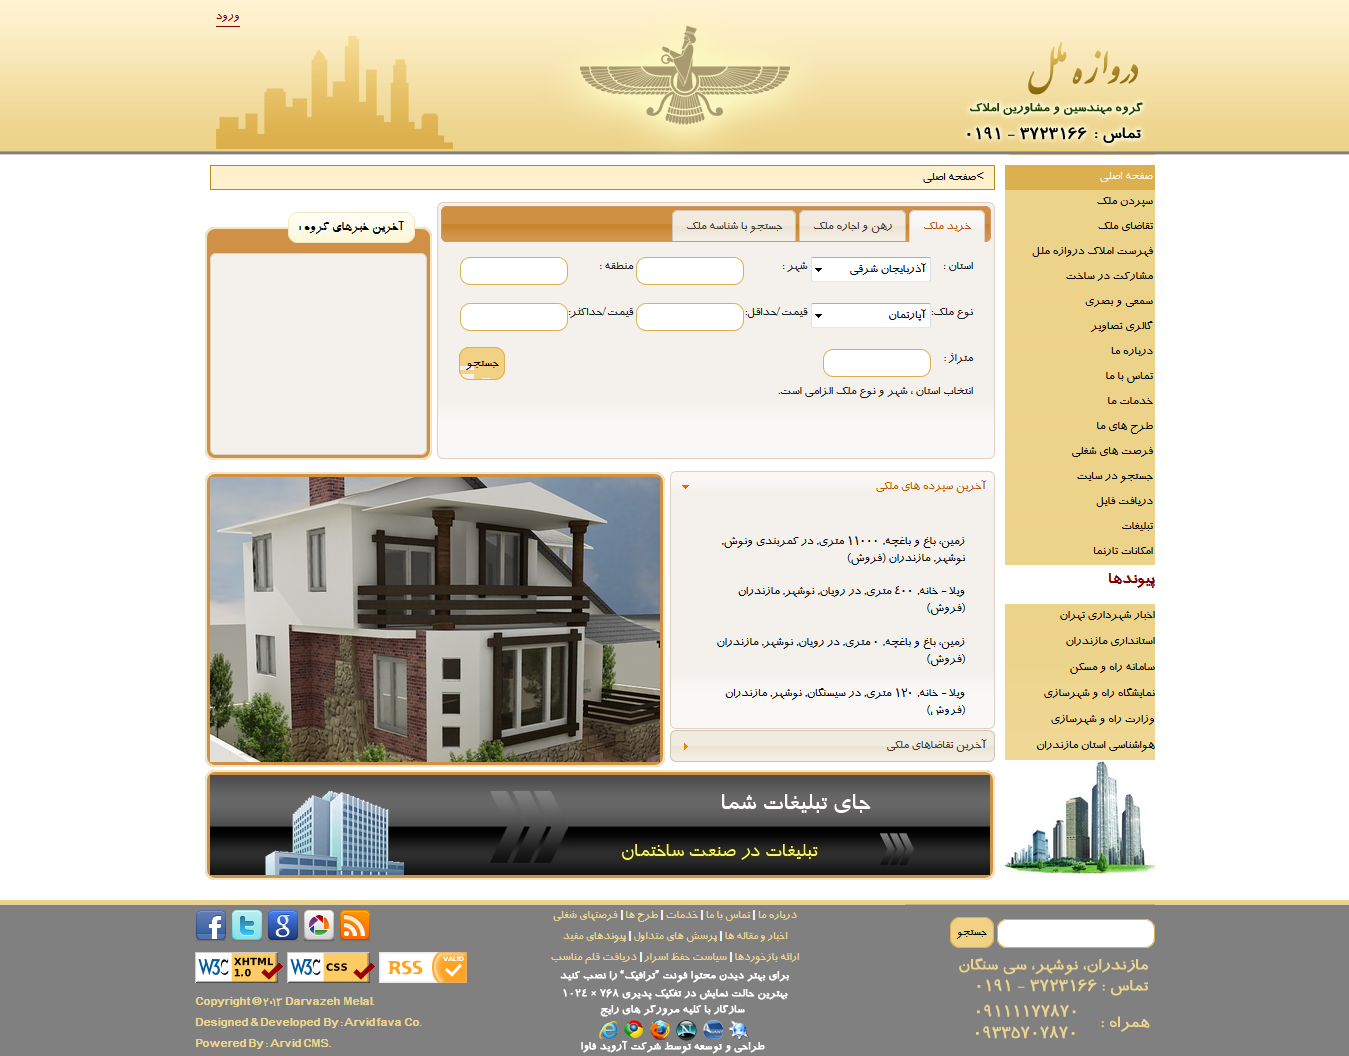 ورود
دروازه ملل
گروه مهندسین و مشاورین املاک
تماس : ۳۷۲۳۱۶۶ - ۰۱۹۱
صفحه اصلی
سپردن ملک
تقاضای ملک
فهرست املاک دروازه ملل
مشارکت در ساخت
سمعی و بصری
گالری تصاویر
درباره ما
تماس با ما
خدمات ما
طرح های ما
فرصت های شغلی
جستجو در سایت
دریافت فایل
تبلیغات
امکانات تارنما
پیوندها
اخبار شهرداری تهران
استانداری مازندران
سامانه راه و مسکن
نمایشگاه راه و شهرسازی
وزارت راه و شهرسازی
هواشناسی استان مازندران
>صفحه اصلی
خرید ملک
رهن و اجاره ملک
جستجو با شناسه ملک
استان : آذربایجان شرقی شهر : منطقه :
نوع ملک: آپارتمان قیمت/حداقل: قیمت/حداکثر:
متراژ : جستجو
انتخاب استان ، شهر و نوع ملک الزامی است.
آخرین خبرهای گروه :
آخرین سپرده های ملکی
زمین، باغ و باغچه، ۱۱۰۰۰ متری، در کمربندی ونوش،
نوشهر، مازندران (فروش)
ویلا - خانه، ۴۰۰ متری، در رویان، نوشهر، مازندران
(فروش)
زمین، باغ و باغچه، ۰ متری، در رویان، نوشهر، مازندران
(فروش)
ویلا - خانه، ۱۲۰ متری، در سیسنگان، نوشهر، مازندران
(فروش)
آخرین تقاضاهای ملکی
جای تبلیغات شما
تبلیغات در صنعت ساختمان
جستجو
مازندران، نوشهر، سی سنگان
تماس : ۳۷۲۳۱۶۶ - ۰۱۹۱
همراه : ۰۹۱۱۱۱۷۷۸۷۰
۰۹۳۳۵۷۰۷۸۷۰
درباره ما | تماس با ما | خدمات | طرح ها | فرصتهای شغلی
اخبار و مقاله ها | پرسش های متداول | پیوندهای مفید
ارائه بازخوردها | سیاست حفظ اسرار | دریافت قلم مناسب
برای بهتر دیدن محتوا فونت "ترافیک" را نصب کنید
بهترین حالت نمایش در تفکیک پذیری ۷۶۸ × ۱۰۲۴
سازگار با کلیه مرورگر های رایج
طراحی و توسعه توسط شرکت آروید فاوا
W3C XHTML 1.0
W3C CSS
RSS VALID
Copyright@۲۰۱۳ Darvazeh Melal.
Designed & Developed By : Arvid fava Co.
Powered By : Arvid CMS.